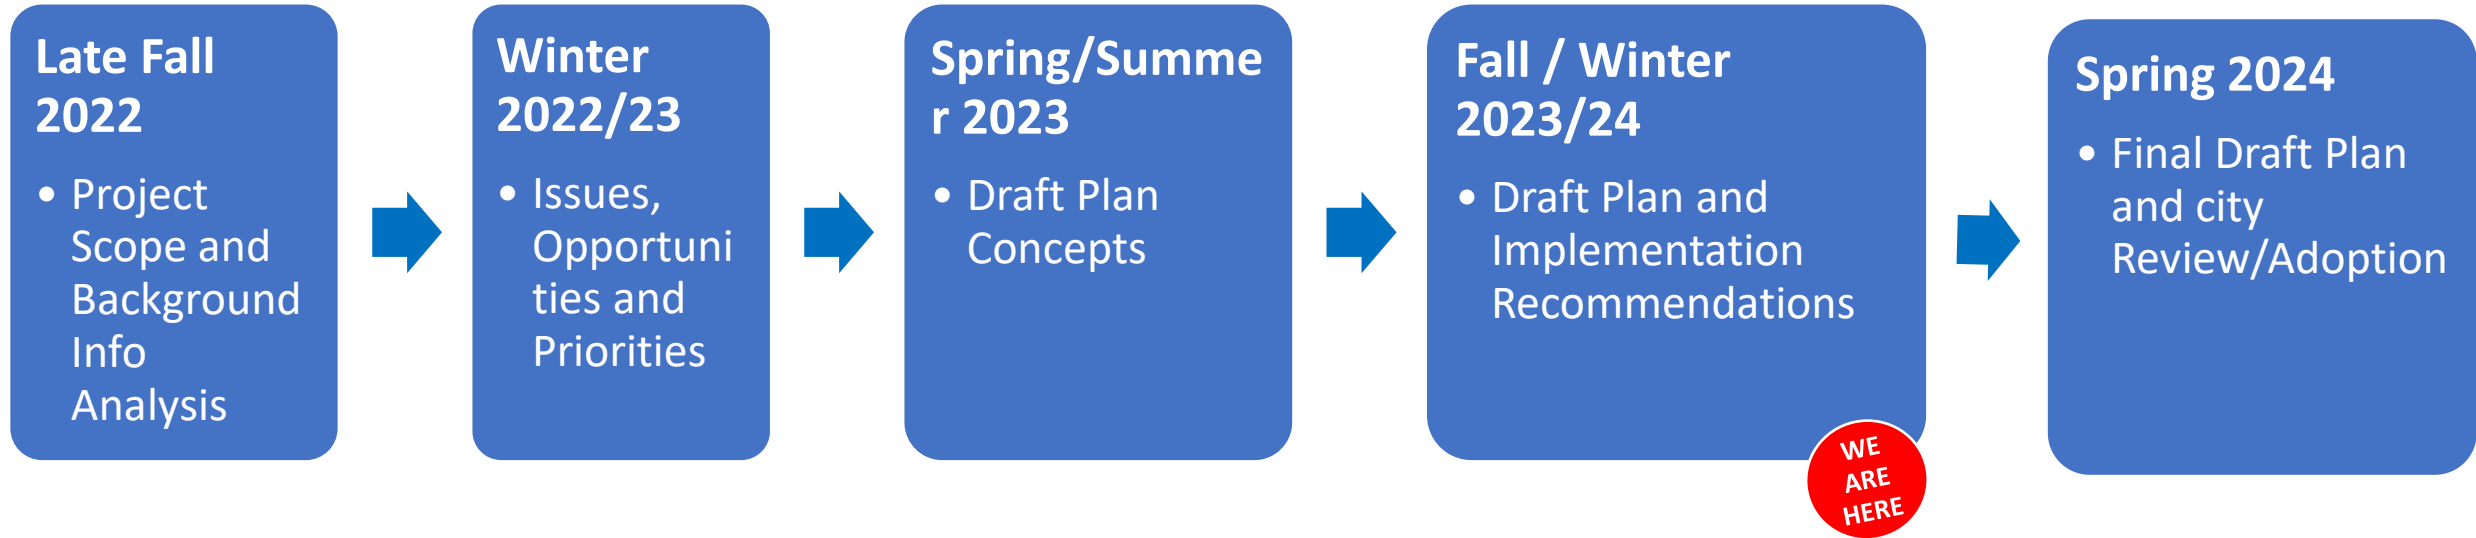 Late Fall
2022
• Project
Scope and
Background
Info
Analysis
Winter
2022/23
• Issues,
Opportuni
ties and
Priorities
Spring/Summe
r 2023
• Draft Plan
Concepts
Fall / Winter
2023/24
• Draft Plan and
Implementation
Recommendations
WE
ARE
HERE
Spring 2024
• Final Draft Plan
and city
Review/Adoption